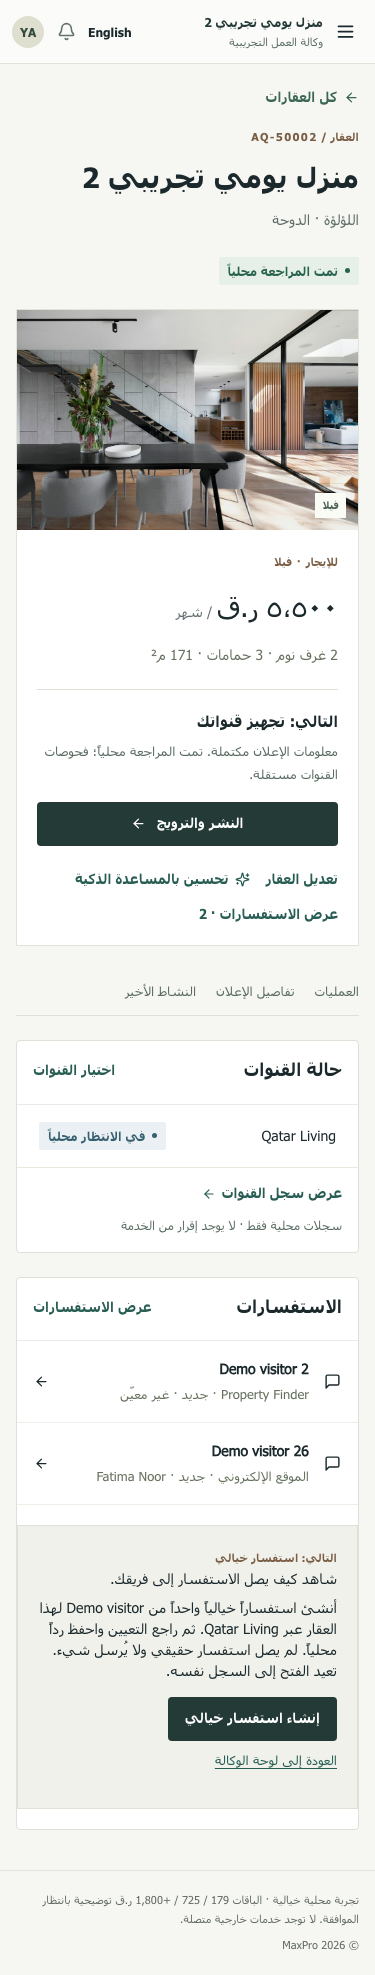 منزل يومي تجريبي 2
وكالة العمل التجريبية
English
YA
كل العقارات
العقار / AQ-50002
منزل يومي تجريبي 2
اللؤلؤة · الدوحة
تمت المراجعة محلياً
فيلا
للإيجار · فيلا
٥،٥٠٠ ر.ق / شهر
2 غرف نوم · 3 حمامات · 171 م²
التالي: تجهيز قنواتك
معلومات الإعلان مكتملة. تمت المراجعة محلياً؛ فحوصات
القنوات مستقلة.
النشر والترويج
تعديل العقار
تحسين بالمساعدة الذكية
عرض الاستفسارات · 2
العمليات
تفاصيل الإعلان
النشاط الأخير
حالة القنوات
اختيار القنوات
Qatar Living
في الانتظار محلياً
عرض سجل القنوات
سجلات محلية فقط · لا يوجد إقرار من الخدمة
الاستفسارات
عرض الاستفسارات
Demo visitor 2
Property Finder · جديد · غير معيّن
Demo visitor 26
الموقع الإلكتروني · جديد · Fatima Noor
التالي: استفسار خيالي
شاهد كيف يصل الاستفسار إلى فريقك.
أنشئ استفساراً خيالياً واحداً من Demo visitor لهذا
العقار عبر Qatar Living. ثم راجع التعيين واحفظ رداً
محلياً. لم يصل استفسار حقيقي ولا يُرسل شيء.
تعيد الفتح إلى السجل نفسه.
إنشاء استفسار خيالي
العودة إلى لوحة الوكالة
تجربة محلية خيالية · الباقات 179 / 725 / +1,800 ر.ق توضيحية بانتظار
الموافقة. لا توجد خدمات خارجية متصلة.
© 2026 MaxPro